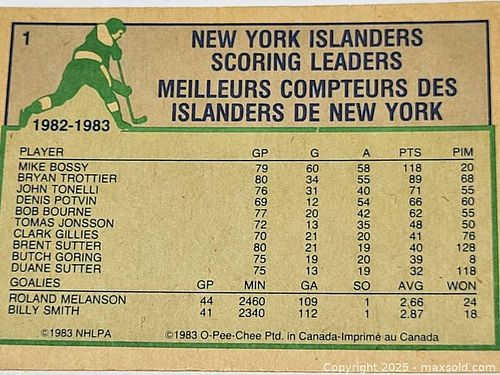 1
NEW YORK ISLANDERS
SCORING LEADERS
MEILLEURS COMPTEURS DES
ISLANDERS DE NEW YORK
1982-1983
PLAYER GP G A PTS PIM
MIKE BOSSY 79 60 58 118 20
BRYAN TROTTIER 80 34 55 89 68
JOHN TONELLI 76 31 40 71 55
DENIS POTVIN 69 12 54 66 60
BOB BOURNE 77 20 42 62 55
TOMAS JONSSON 72 13 35 48 50
CLARK GILLIES 70 21 20 41 76
BRENT SUTTER 80 21 19 40 128
BUTCH GORING 75 19 20 39 8
DUANE SUTTER 75 13 19 32 118
GOALIES GP MIN GA SO AVG WON
ROLAND MELANSON 44 2460 109 1 2.66 24
BILLY SMITH 41 2340 112 1 2.87 18
©1983 NHLPA ©1983 O-Pee-Chee Ptd. in Canada-Imprimé au Canada
Copyright 2025 - maxsold.com